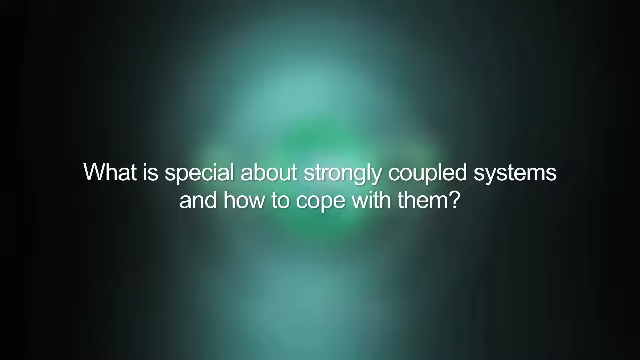 What is special about strongly coupled systems
and how to cope with them?